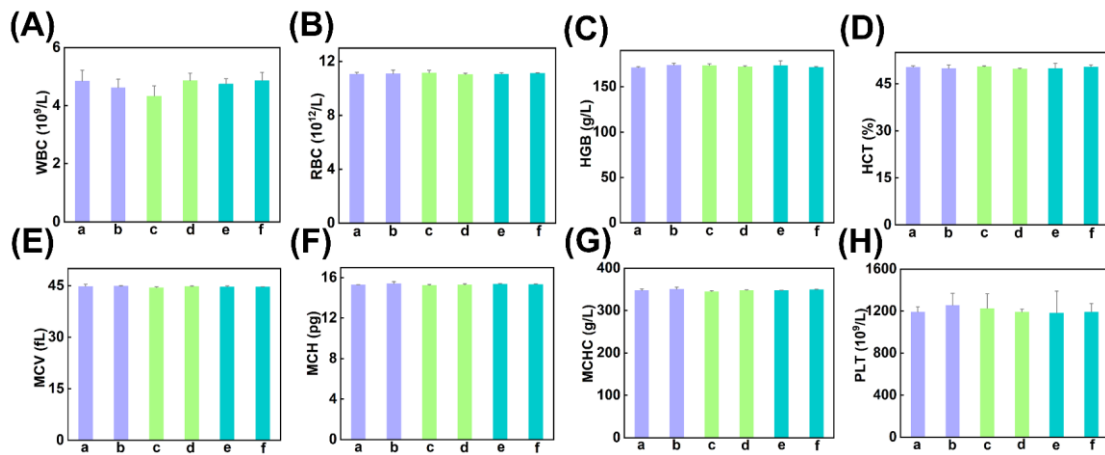 (A)
WBC (10⁹/L)
6
4
2
0
a b c d e f
(B)
RBC (10¹²/L)
12
8
4
0
a b c d e f
(C)
HGB (g/L)
150
100
50
0
a b c d e f
(D)
HCT (%)
45
30
15
0
a b c d e f
(E)
MCV (fL)
45
30
15
0
a b c d e f
(F)
MCH (pg)
16
12
8
4
0
a b c d e f
(G)
MCHC (g/L)
400
300
200
100
0
a b c d e f
(H)
PLT (10⁹/L)
1600
1200
800
400
0
a b c d e f